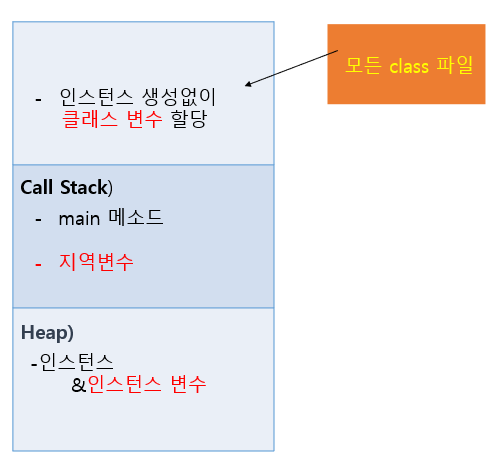 모든 class 파일
- 인스턴스 생성없이
클래스 변수 할당
Call Stack)
- main 메소드
- 지역변수
Heap)
-인스턴스
&인스턴스 변수